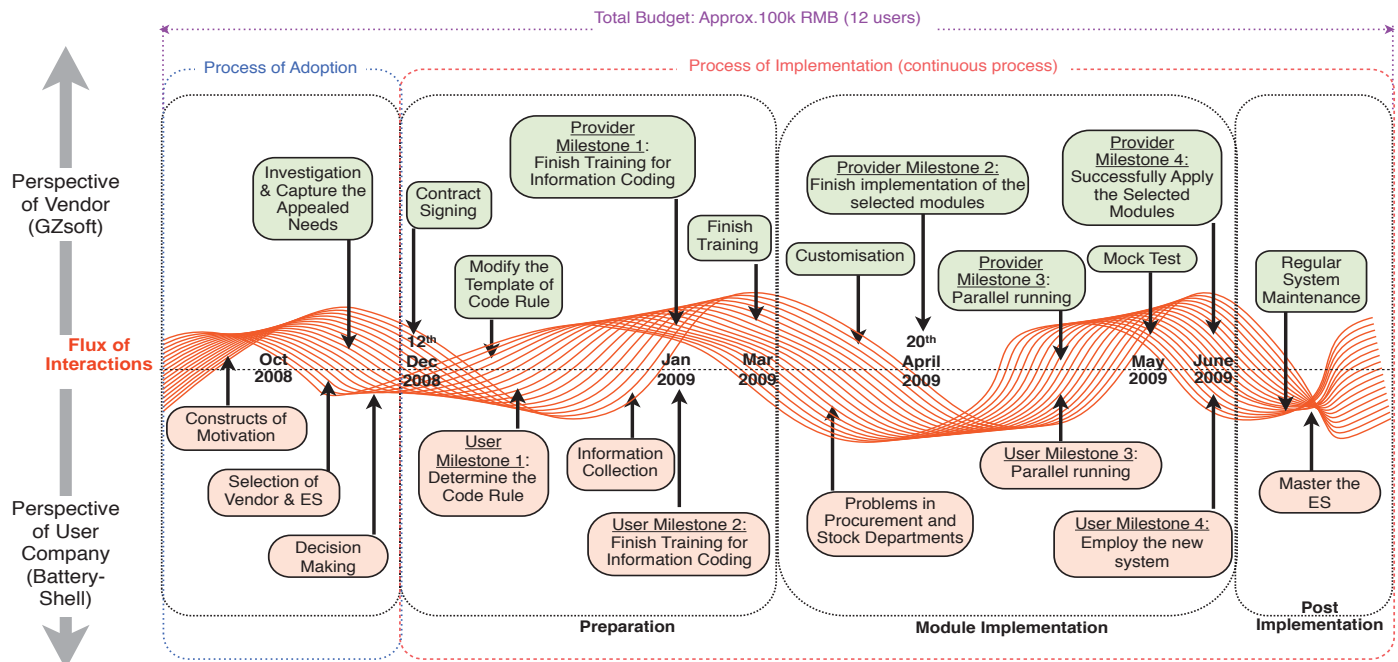 Total Budget: Approx.100k RMB (12 users)
Process of Adoption
Process of Implementation (continuous process)
Perspective
of Vendor
(GZsoft)
Flux of
Interactions
Perspective
of User
Company
(Battery-
Shell)
Investigation
& Capture the
Appealed
Needs
Contract
Signing
Modify the
Template of
Code Rule
Provider
Milestone 1:
Finish Training for
Information Coding
Finish
Training
Customisation
Provider Milestone 2:
Finish implementation of the
selected modules
Provider
Milestone 3:
Parallel running
Mock Test
Provider
Milestone 4:
Successfully Apply
the Selected
Modules
Regular
System
Maintenance
Oct
2008
12th
Dec
2008
Jan
2009
Mar
2009
20th
April
2009
May
2009
June
2009
Constructs of
Motivation
Selection of
Vendor & ES
Decision
Making
User
Milestone 1:
Determine the
Code Rule
Information
Collection
User Milestone 2:
Finish Training for
Information Coding
Problems in
Procurement and
Stock Departments
User Milestone 3:
Parallel running
User Milestone 4:
Employ the new
system
Master the
ES
Preparation
Module Implementation
Post
Implementation